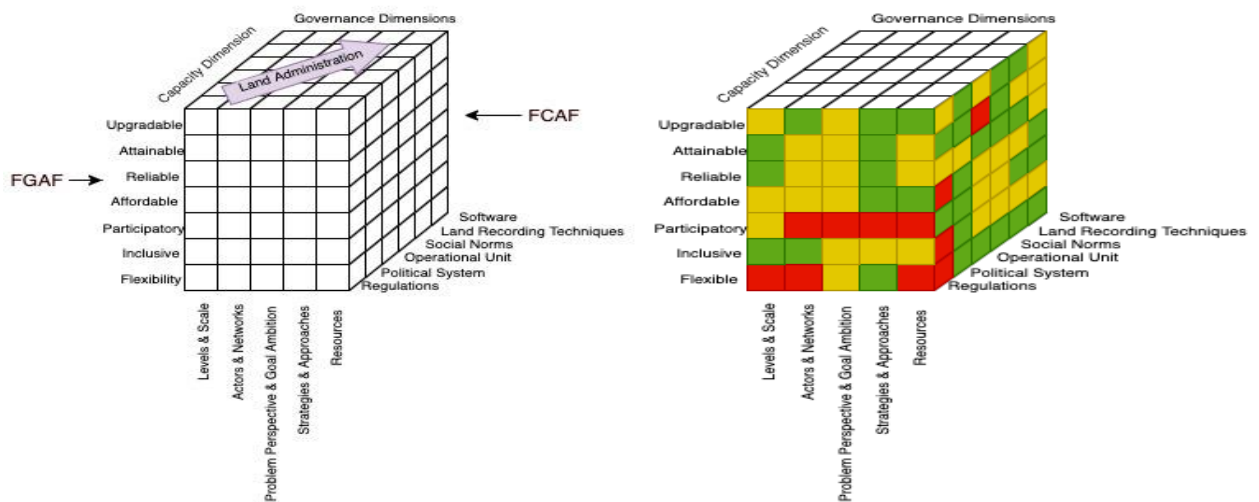 Governance Dimensions
Capacity Dimension
Land Administration
FCAF
FGAF
Upgradable
Attainable
Reliable
Affordable
Participatory
Inclusive
Flexibility
Software
Land Recording Techniques
Social Norms
Operational Unit
Political System
Regulations
Levels & Scale
Actors & Networks
Problem Perspective & Goal Ambition
Strategies & Approaches
Resources
Governance Dimensions
Capacity Dimension
Upgradable
Attainable
Reliable
Affordable
Participatory
Inclusive
Flexible
Software
Land Recording Techniques
Social Norms
Operational Unit
Political System
Regulations
Levels & Scale
Actors & Networks
Problem Perspective & Goal Ambition
Strategies & Approaches
Resources